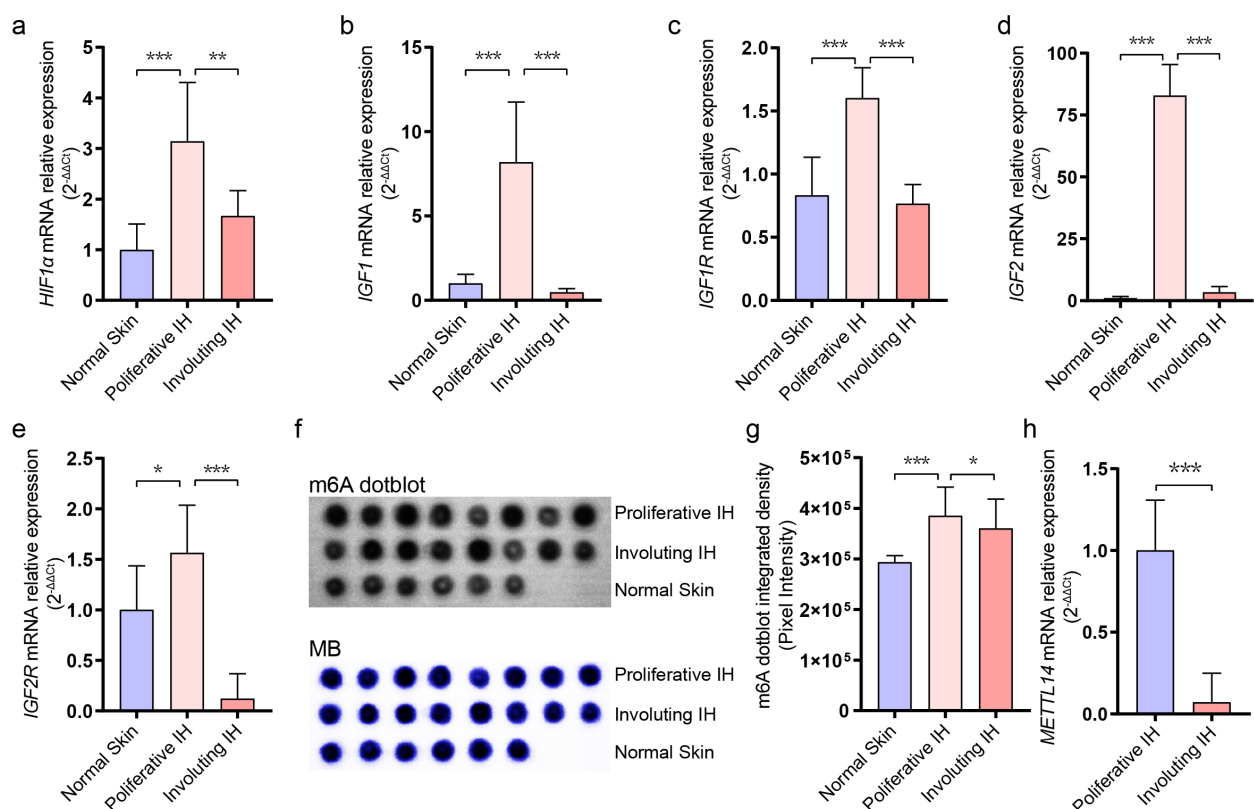 a
HIF1α mRNA relative expression
(2-ΔΔCt)
5
4
3
2
1
0
*** **
Normal Skin
Poliferative IH
Involuting IH
b
IGF1 mRNA relative expression
(2-ΔΔCt)
15
10
5
0
*** ***
Normal Skin
Poliferative IH
Involuting IH
c
IGF1R mRNA relative expression
(2-ΔΔCt)
2.0
1.5
1.0
0.5
0.0
*** ***
Normal Skin
Poliferative IH
Involuting IH
d
IGF2 mRNA relative expression
(2-ΔΔCt)
100
75
50
25
0
*** ***
Normal Skin
Poliferative IH
Involuting IH
e
IGF2R mRNA relative expression
(2-ΔΔCt)
2.5
2.0
1.5
1.0
0.5
0.0
* ***
Normal Skin
Poliferative IH
Involuting IH
f
m6A dotblot
Proliferative IH
Involuting IH
Normal Skin
MB
Proliferative IH
Involuting IH
Normal Skin
g
m6A dotblot integrated density
(Pixel Intensity)
5×10⁵
4×10⁵
3×10⁵
2×10⁵
1×10⁵
0
*** *
Normal Skin
Poliferative IH
Involuting IH
h
METTL14 mRNA relative expression
(2-ΔΔCt)
1.5
1.0
0.5
0.0
***
Poliferative IH
Involuting IH